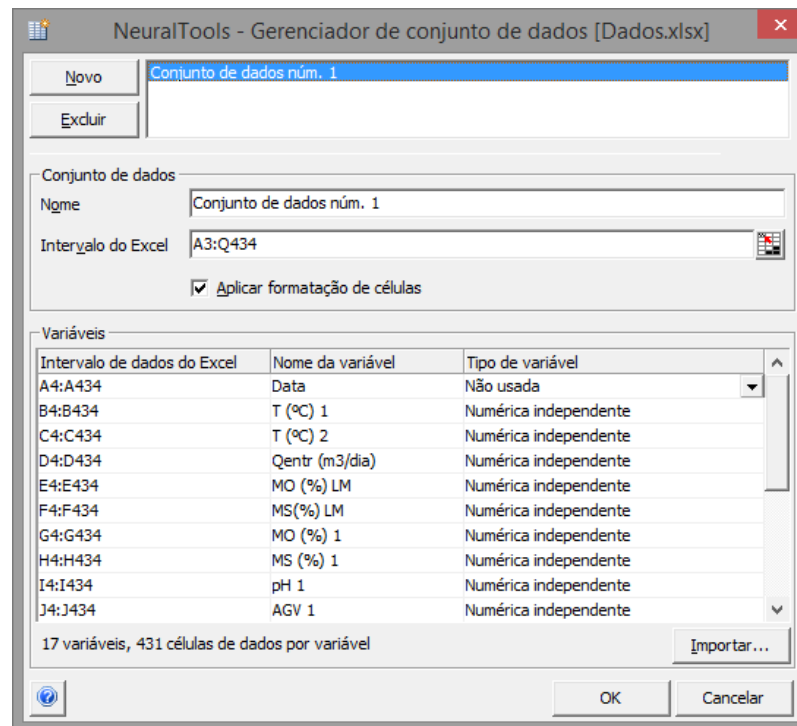 NeuralTools - Gerenciador de conjunto de dados [Dados.xlsx]
Novo
Conjunto de dados núm. 1
Excluir
Conjunto de dados
Nome
Conjunto de dados núm. 1
Intervalo do Excel
A3:Q434
Aplicar formatação de células
Variáveis
Intervalo de dados do Excel Nome da variável Tipo de variável
A4:A434 Data Não usada
B4:B434 T (ºC) 1 Numérica independente
C4:C434 T (ºC) 2 Numérica independente
D4:D434 Qentr (m3/dia) Numérica independente
E4:E434 MO (%) LM Numérica independente
F4:F434 MS(%) LM Numérica independente
G4:G434 MO (%) 1 Numérica independente
H4:H434 MS (%) 1 Numérica independente
I4:I434 pH 1 Numérica independente
J4:J434 AGV 1 Numérica independente
17 variáveis, 431 células de dados por variável
Importar...
OK
Cancelar